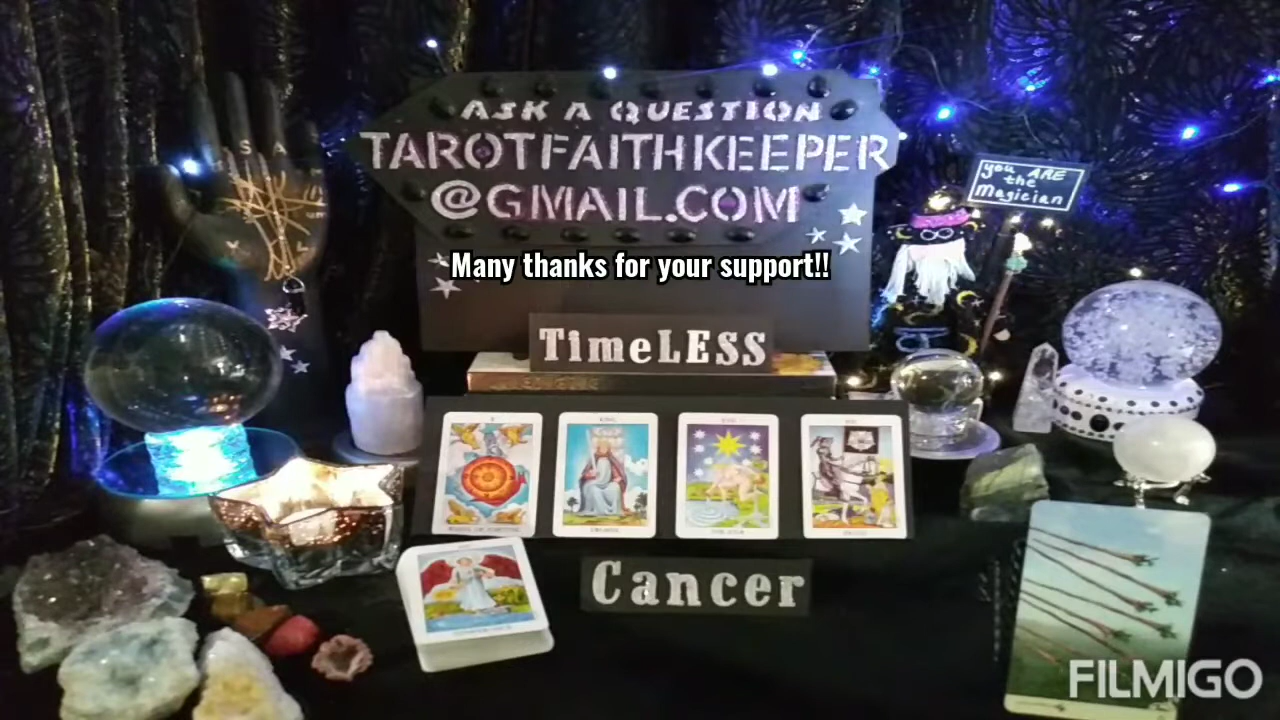 ASK A QUESTION
TAROTFAITHKEEPER
@GMAIL.COM
you ARE
the
Magician
Many thanks for your support!!
TimeLESS
Cancer
FILMIGO